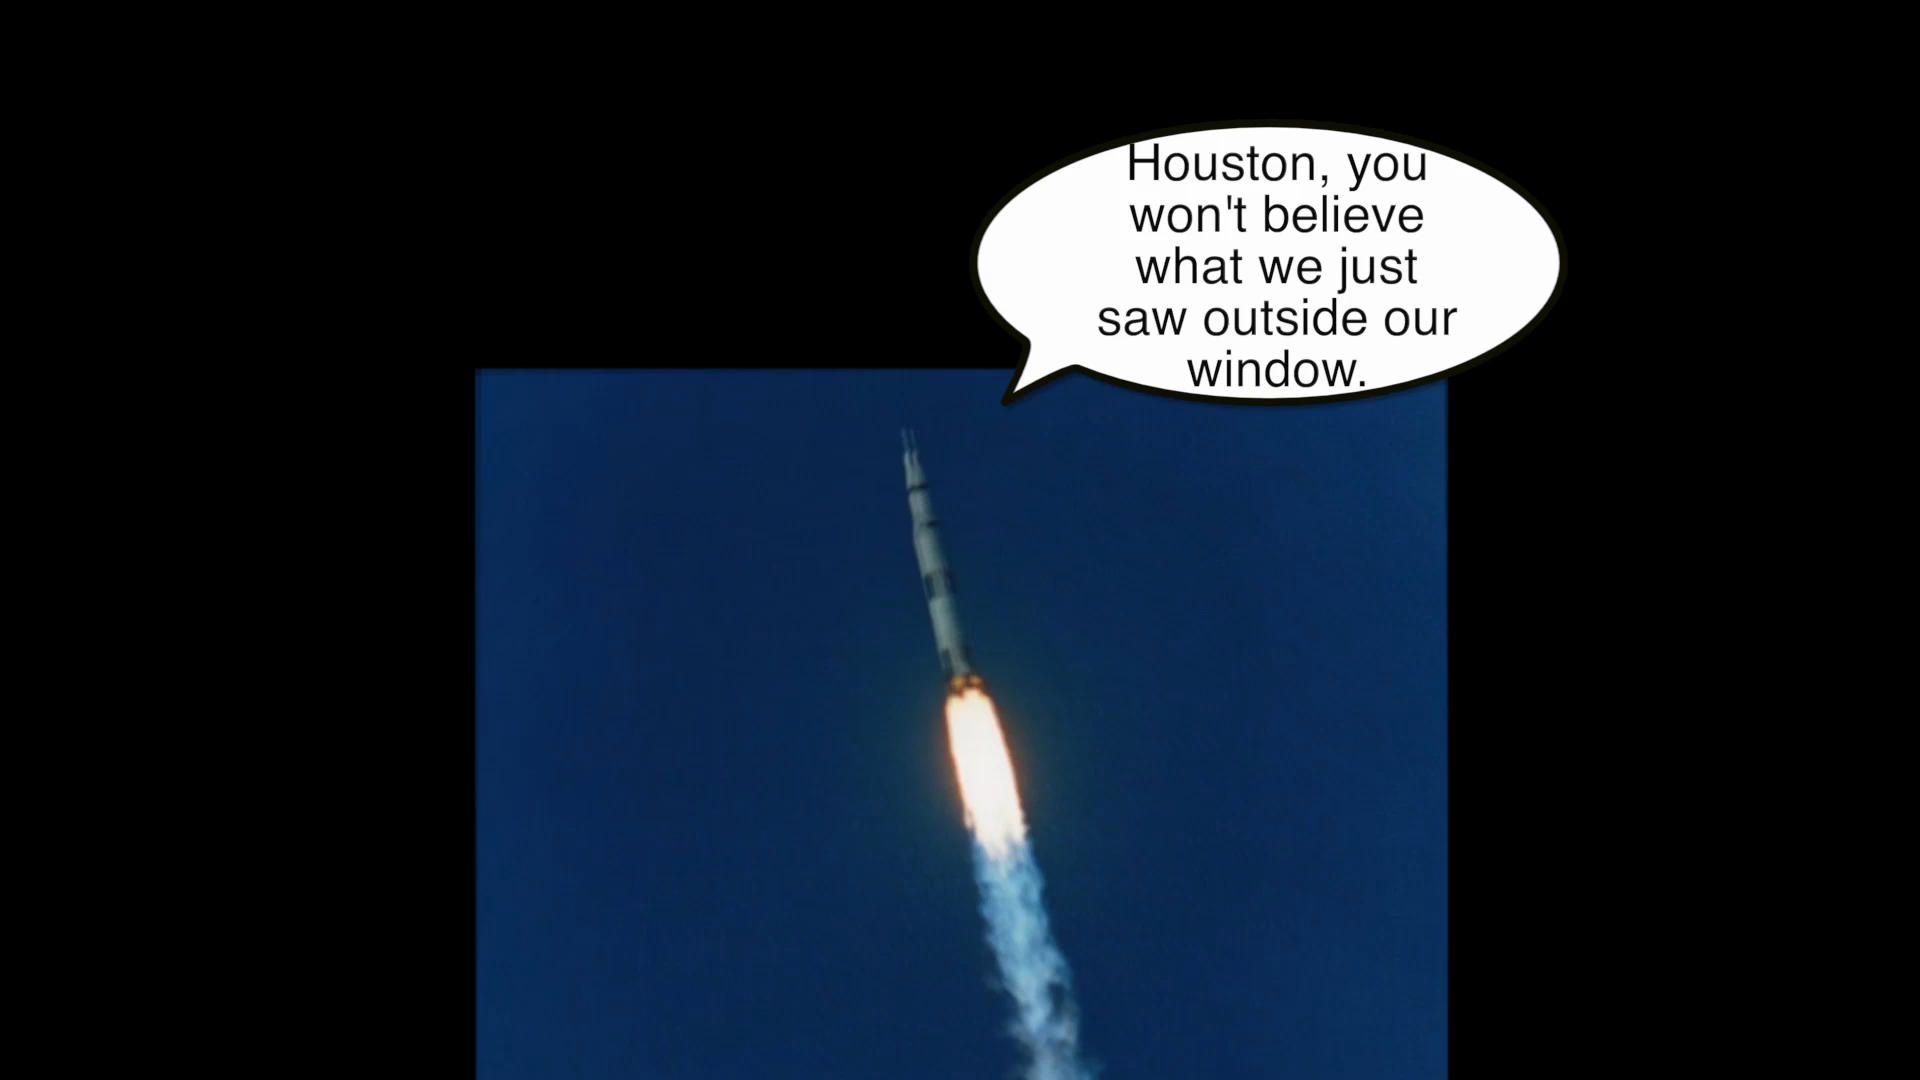 Houston, you
won't believe
what we just
saw outside our
window.